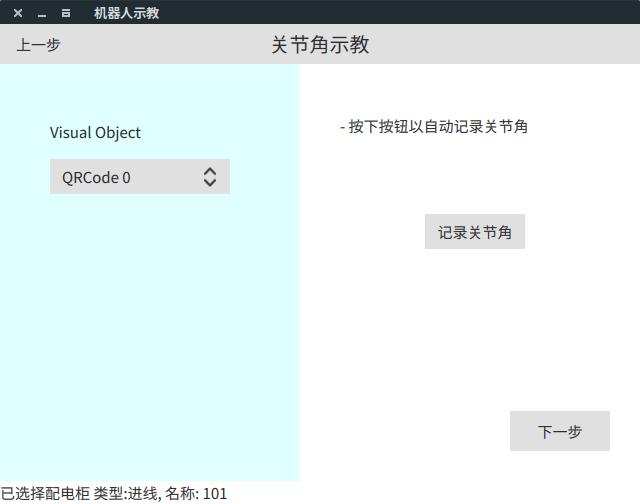 机器人示教
上一步
关节角示教
Visual Object
- 按下按钮以自动记录关节角
QRCode 0
记录关节角
下一步
已选择配电柜 类型:进线, 名称: 101